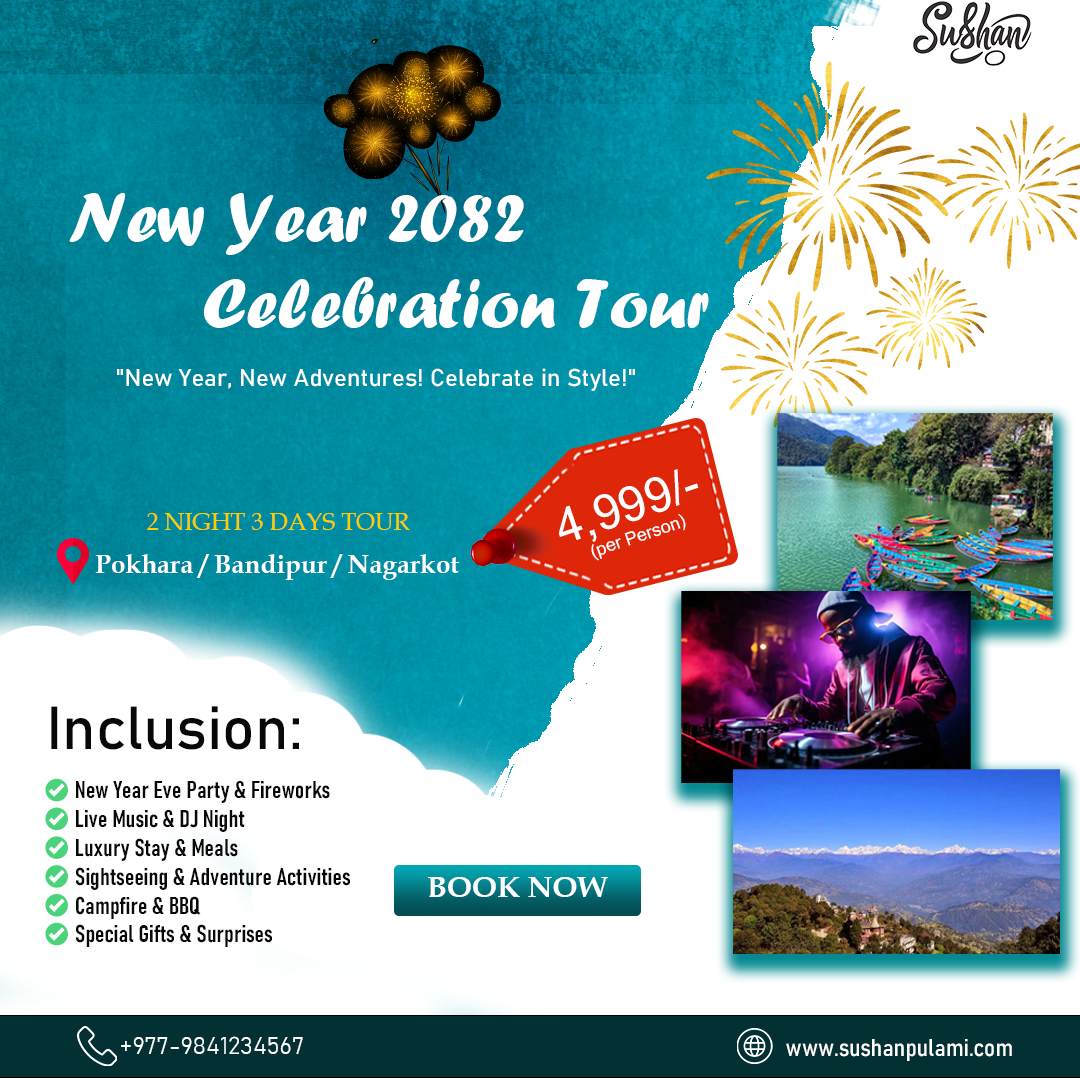 Sushan
New Year 2082
Celebration Tour
"New Year, New Adventures! Celebrate in Style!"
2 NIGHT 3 DAYS TOUR
Pokhara / Bandipur / Nagarkot
4,999/-
(per Person)
Inclusion:
New Year Eve Party & Fireworks
Live Music & DJ Night
Luxury Stay & Meals
Sightseeing & Adventure Activities
Campfire & BBQ
Special Gifts & Surprises
BOOK NOW
+977-9841234567
www.sushanpulami.com